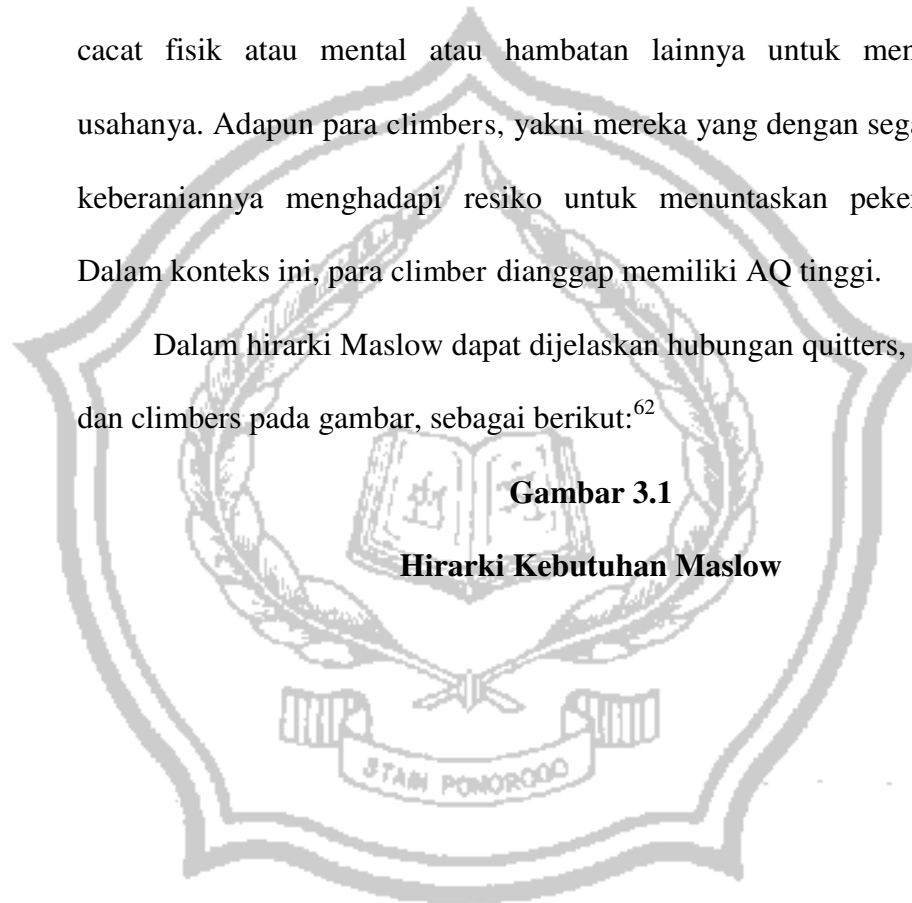 cacat fisik atau mental atau hambatan lainnya untuk men
usahanya. Adapun para climbers, yakni mereka yang dengan sega
keberaniannya menghadapi resiko untuk menuntaskan peker
Dalam konteks ini, para climber dianggap memiliki AQ tinggi.
Dalam hirarki Maslow dapat dijelaskan hubungan quitters,
dan climbers pada gambar, sebagai berikut:62
Gambar 3.1
Hirarki Kebutuhan Maslow
STAIN PONOROGO